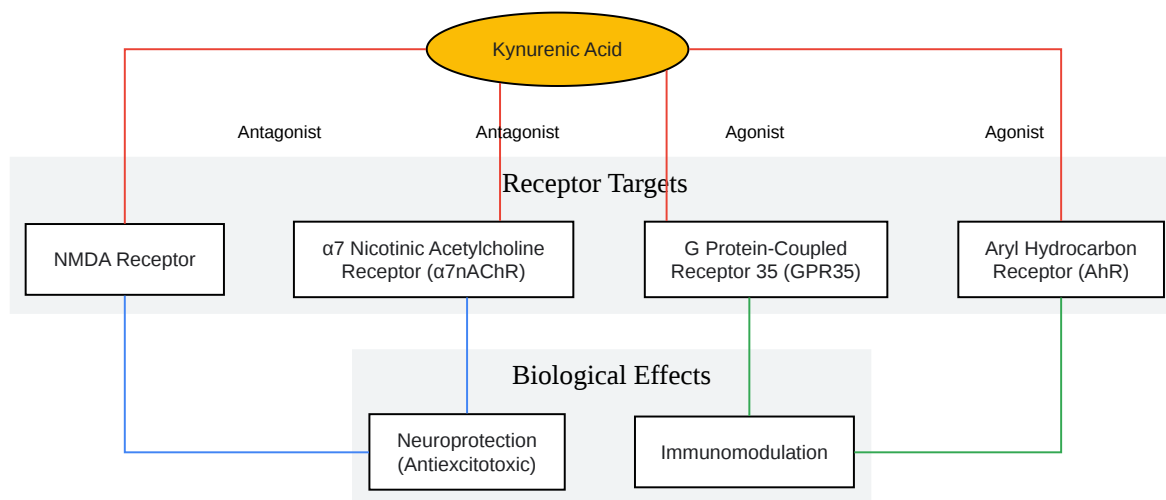 Kynurenic Acid
Antagonist
Antagonist
Agonist
Agonist
Receptor Targets
NMDA Receptor
α7 Nicotinic Acetylcholine
Receptor (α7nAChR)
G Protein-Coupled
Receptor 35 (GPR35)
Aryl Hydrocarbon
Receptor (AhR)
Biological Effects
Neuroprotection
(Antiexcitotoxic)
Immunomodulation